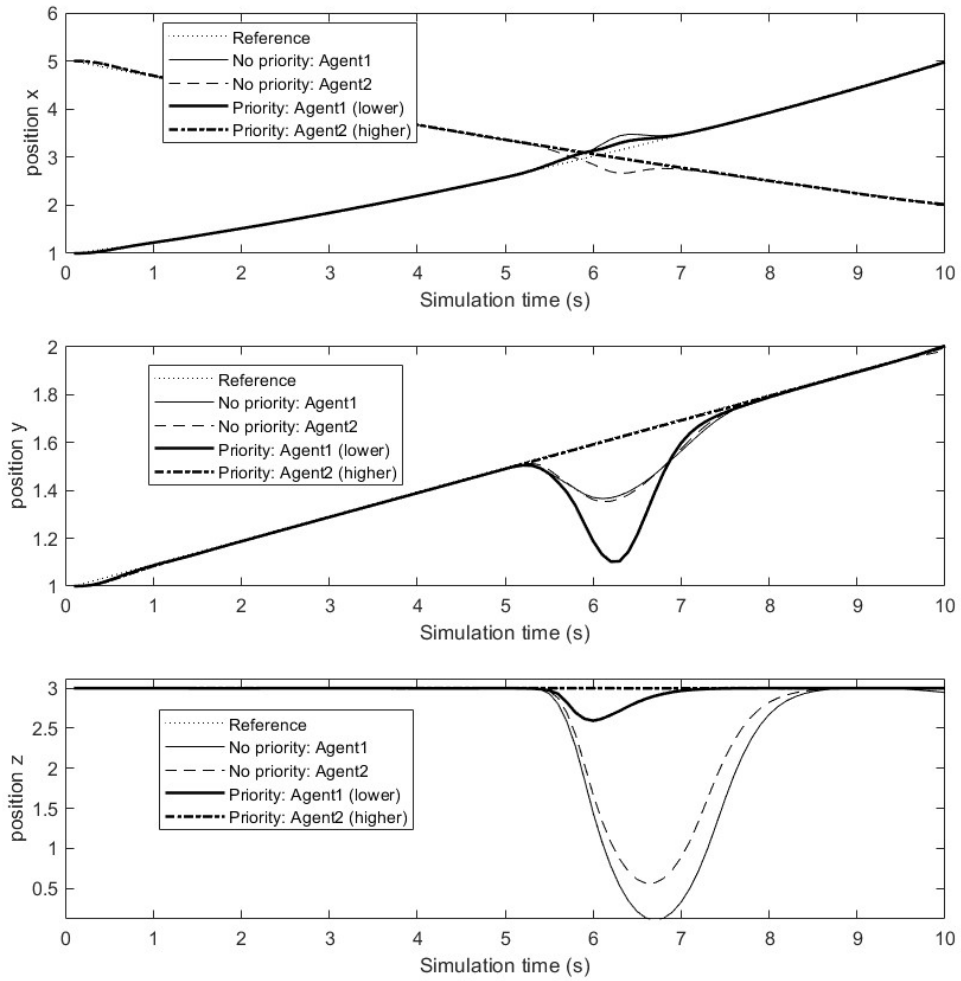 6
5
4
3
2
1
position x
Reference
No priority: Agent1
No priority: Agent2
Priority: Agent1 (lower)
Priority: Agent2 (higher)
0 1 2 3 4 5 6 7 8 9 10
Simulation time (s)
2
1.8
1.6
1.4
1.2
1
position y
Reference
No priority: Agent1
No priority: Agent2
Priority: Agent1 (lower)
Priority: Agent2 (higher)
0 1 2 3 4 5 6 7 8 9 10
Simulation time (s)
3
2.5
2
1.5
1
0.5
position z
Reference
No priority: Agent1
No priority: Agent2
Priority: Agent1 (lower)
Priority: Agent2 (higher)
0 1 2 3 4 5 6 7 8 9 10
Simulation time (s)